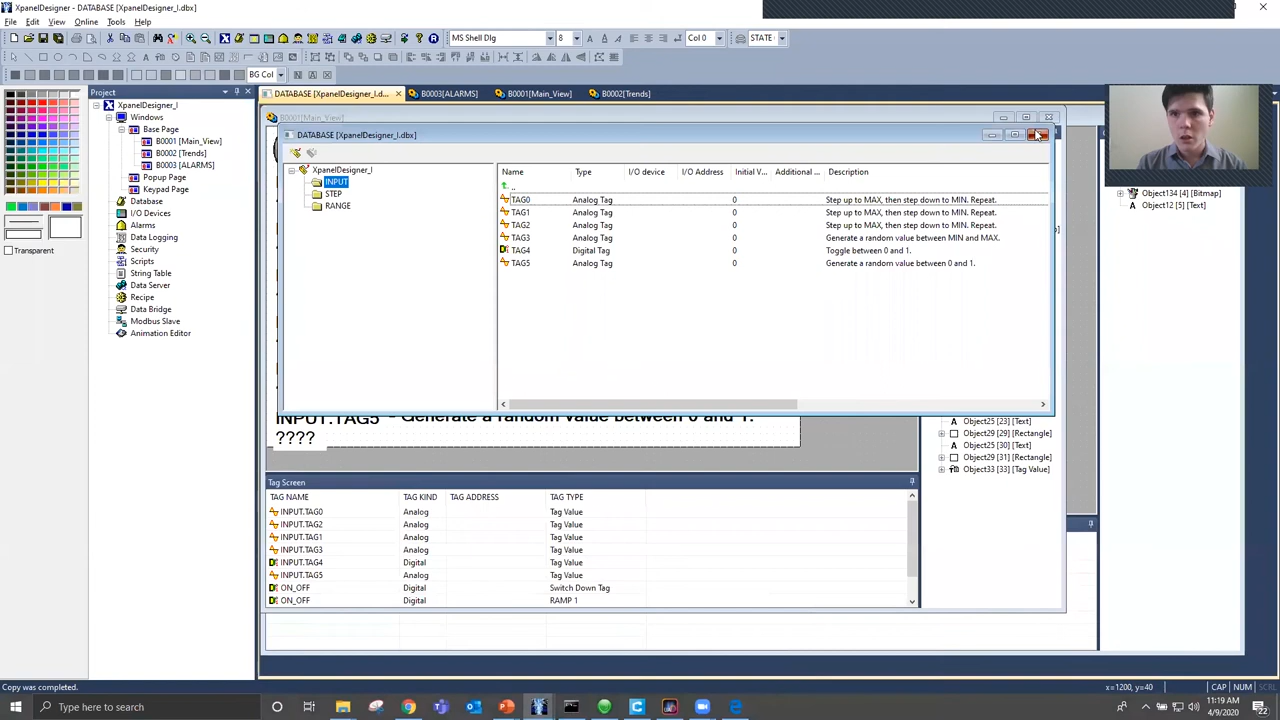 XpanelDesigner - DATABASE [XpanelDesigner_I.dbx]
File Edit View Online Tools Help
MS Shell Dlg 8 Col 0 STATE
BG Col
Project
XpanelDesigner_I
Windows
Base Page
B0001 [Main_View]
B0002 [Trends]
B0003 [ALARMS]
Popup Page
Keypad Page
Database
I/O Devices
Alarms
Data Logging
Security
Scripts
String Table
Data Server
Recipe
Data Bridge
Modbus Slave
Animation Editor
Transparent
DATABASE [XpanelDesigner_I.d... B0003[ALARMS] B0001[Main_View] B0002[Trends]
B0001[Main_View]
DATABASE [XpanelDesigner_I.dbx]
XpanelDesigner_I
INPUT
STEP
RANGE
Name Type I/O device I/O Address Initial V... Additional ... Description
..
TAG0 Analog Tag 0 Step up to MAX, then step down to MIN. Repeat.
TAG1 Analog Tag 0 Step up to MAX, then step down to MIN. Repeat.
TAG2 Analog Tag 0 Step up to MAX, then step down to MIN. Repeat.
TAG3 Analog Tag 0 Generate a random value between MIN and MAX.
TAG4 Digital Tag 0 Toggle between 0 and 1.
TAG5 Analog Tag 0 Generate a random value between 0 and 1.
INPUT.TAG5 - Generate a random value between 0 and 1.
????
Object134 [4] [Bitmap]
Object12 [5] [Text]
Object25 [23] [Text]
Object29 [29] [Rectangle]
Object25 [30] [Text]
Object29 [31] [Rectangle]
Object33 [33] [Tag Value]
Tag Screen
TAG NAME TAG KIND TAG ADDRESS TAG TYPE
INPUT.TAG0 Analog Tag Value
INPUT.TAG2 Analog Tag Value
INPUT.TAG1 Analog Tag Value
INPUT.TAG3 Analog Tag Value
INPUT.TAG4 Digital Tag Value
INPUT.TAG5 Analog Tag Value
ON_OFF Digital Switch Down Tag
ON_OFF Digital RAMP 1
Copy was completed. x=1200, y=40 CAP NUM SCRL
Type here to search
11:19 AM
4/9/2020
22